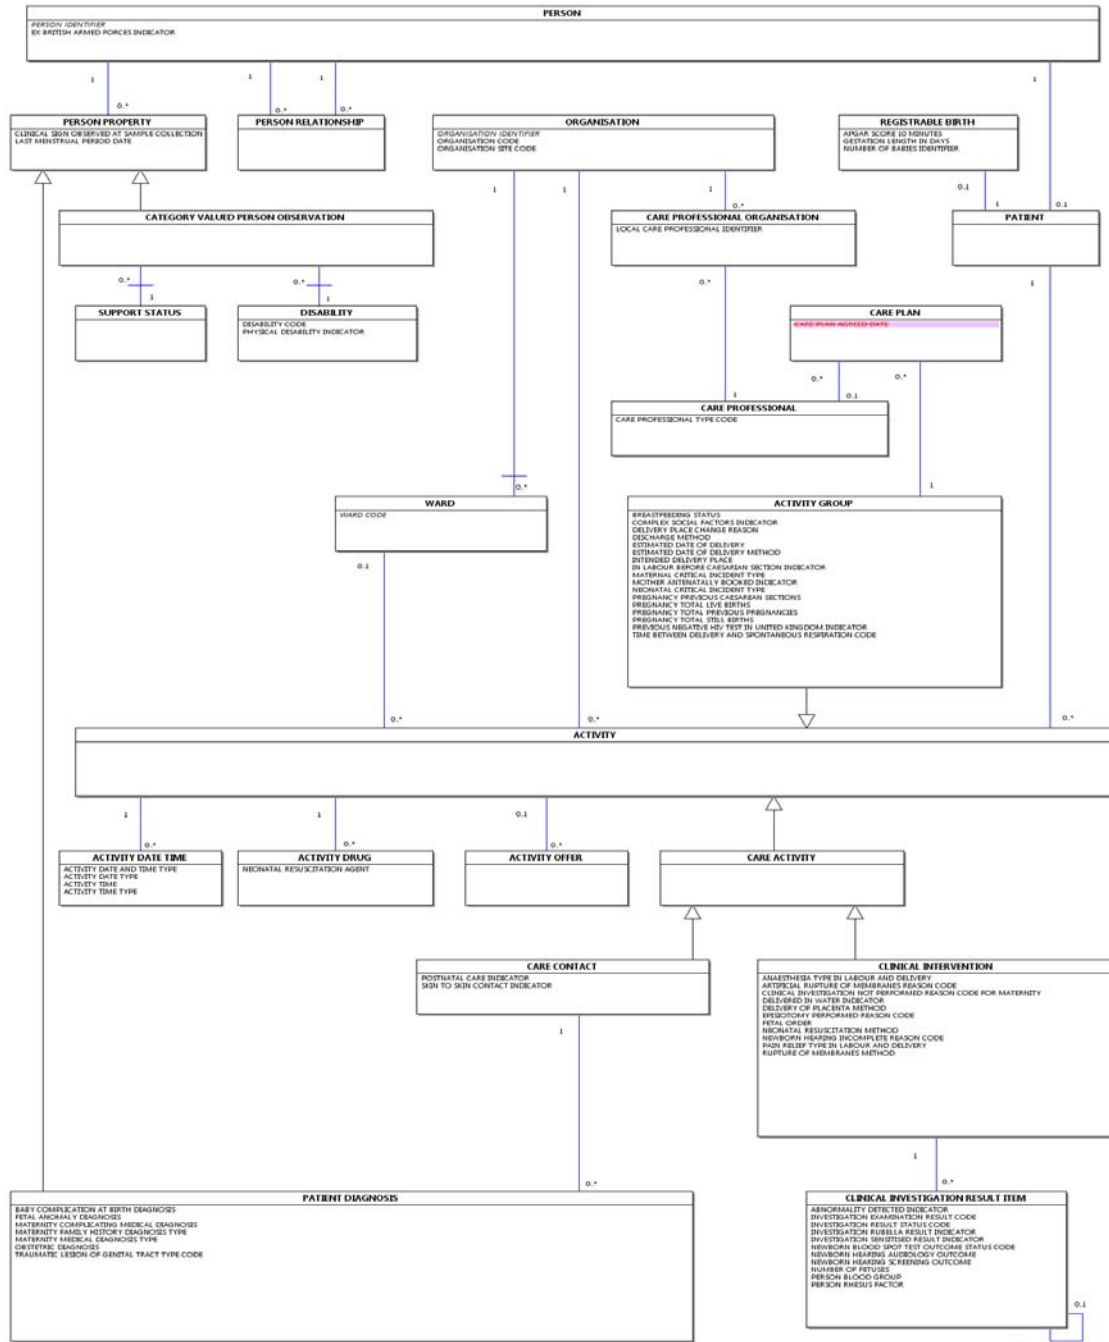 PERSON
PERSON IDENTIFIER
EX BRITISH ARMED FORCES INDICATOR
1
1
1
1
0..*
0..*
0..*
PERSON PROPERTY
CLINICAL SIGN OBSERVED AT SAMPLE COLLECTION
LAST MENSTRUAL PERIOD DATE
PERSON RELATIONSHIP
ORGANISATION
ORGANISATION IDENTIFIER
ORGANISATION CODE
ORGANISATION SITE CODE
REGISTRABLE BIRTH
APGAR SCORE 10 MINUTES
GESTATION LENGTH IN DAYS
NUMBER OF BABIES IDENTIFIER
1
1
1
0..1
0..*
1
0..1
CATEGORY VALUED PERSON OBSERVATION
CARE PROFESSIONAL ORGANISATION
LOCAL CARE PROFESSIONAL IDENTIFIER
PATIENT
0..*
0..*
0..*
1
1
1
SUPPORT STATUS
DISABILITY
DISABILITY CODE
PHYSICAL DISABILITY INDICATOR
CARE PLAN
CARE PLAN AGREED DATE
0..*
0..*
1
0..1
CARE PROFESSIONAL
CARE PROFESSIONAL TYPE CODE
0..*
1
WARD
WARD CODE
ACTIVITY GROUP
BREASTFEEDING STATUS
COMPLEX SOCIAL FACTORS INDICATOR
DELIVERY PLACE CHANGE REASON
DISCHARGE METHOD
ESTIMATED DATE OF DELIVERY
ESTIMATED DATE OF DELIVERY METHOD
INTENDED DELIVERY PLACE
IN LABOUR BEFORE CAESARIAN SECTION INDICATOR
MATERNAL CRITICAL INCIDENT TYPE
MOTHER ANTENATALLY BOOKED INDICATOR
NEONATAL CRITICAL INCIDENT TYPE
PREGNANCY PREVIOUS CAESAREAN SECTIONS
PREGNANCY TOTAL LIVE BIRTHS
PREGNANCY TOTAL PREVIOUS PREGNANCIES
PREGNANCY TOTAL STILL BIRTHS
PREVIOUS NEGATIVE HIV TEST IN UNITED KINGDOM INDICATOR
TIME BETWEEN DELIVERY AND SPONTANEOUS RESPIRATION CODE
0..1
0..*
0..*
0..*
ACTIVITY
1
1
0..1
0..*
0..*
0..*
ACTIVITY DATE TIME
ACTIVITY DATE AND TIME TYPE
ACTIVITY DATE TYPE
ACTIVITY TIME
ACTIVITY TIME TYPE
ACTIVITY DRUG
NEONATAL RESUSCITATION AGENT
ACTIVITY OFFER
CARE ACTIVITY
CARE CONTACT
POSTNATAL CARE INDICATOR
SKIN TO SKIN CONTACT INDICATOR
CLINICAL INTERVENTION
ANAESTHESIA TYPE IN LABOUR AND DELIVERY
ARTIFICIAL RUPTURE OF MEMBRANES REASON CODE
CLINICAL INVESTIGATION NOT PERFORMED REASON CODE FOR MATERNITY
DELIVERED IN WATER INDICATOR
DELIVERY OF PLACENTA METHOD
EPISIOTOMY PERFORMED REASON CODE
FETAL ORDER
NEONATAL RESUSCITATION METHOD
NEWBORN HEARING INCOMPLETE REASON CODE
PAIN RELIEF TYPE IN LABOUR AND DELIVERY
RUPTURE OF MEMBRANES METHOD
1
1
0..*
0..*
PATIENT DIAGNOSIS
BABY COMPLICATION AT BIRTH DIAGNOSIS
FETAL ANOMALY DIAGNOSIS
MATERNITY COMPLICATING MEDICAL DIAGNOSIS
MATERNITY FAMILY HISTORY DIAGNOSIS TYPE
MATERNITY MEDICAL DIAGNOSIS TYPE
OBSTETRIC DIAGNOSIS
TRAUMATIC LESION OF GENITAL TRACT TYPE CODE
CLINICAL INVESTIGATION RESULT ITEM
ABNORMALITY DETECTED INDICATOR
INVESTIGATION EXAMINATION RESULT CODE
INVESTIGATION RESULT STATUS CODE
INVESTIGATION RUBELLA RESULT INDICATOR
INVESTIGATION SENSITISED RESULT INDICATOR
NEWBORN BLOOD SPOT TEST OUTCOME STATUS CODE
NEWBORN HEARING AUDIOLOGY OUTCOME
NEWBORN HEARING SCREENING OUTCOME
NUMBER OF FETUSES
PERSON BLOOD GROUP
PERSON RHESUS FACTOR
0..1
0..*